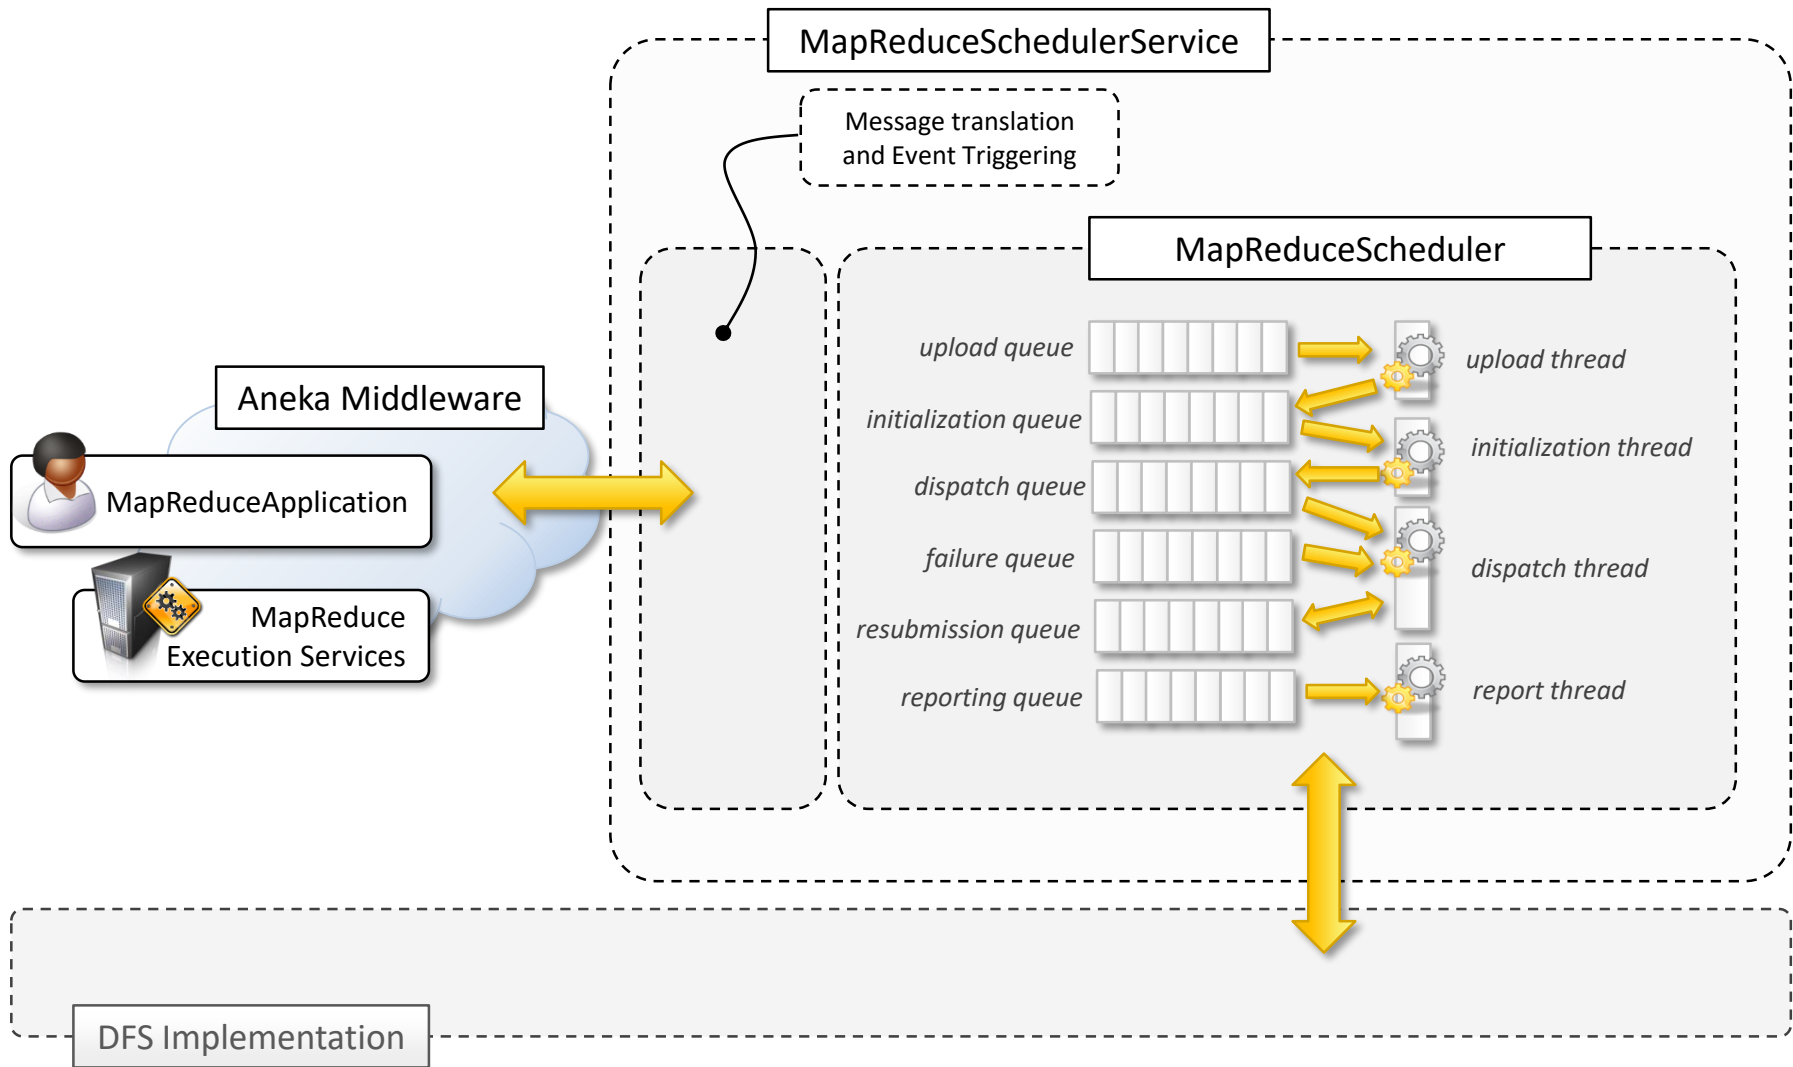 MapReduceSchedulerService
Message translation
and Event Triggering
MapReduceScheduler
upload queue
upload thread
Aneka Middleware
initialization queue
initialization thread
MapReduceApplication
dispatch queue
failure queue
dispatch thread
MapReduce
Execution Services
resubmission queue
reporting queue
report thread
DFS Implementation